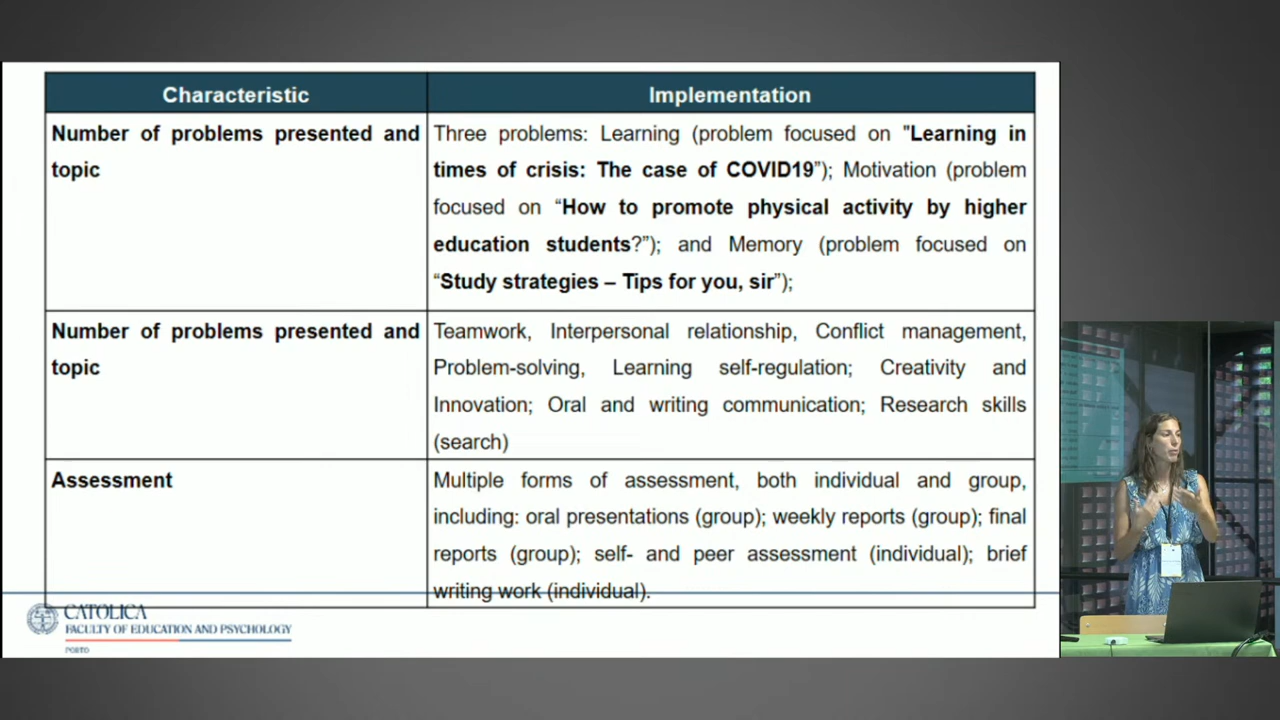 Characteristic
Implementation
Number of problems presented and
topic
Three problems: Learning (problem focused on "Learning in
times of crisis: The case of COVID19”); Motivation (problem
focused on “How to promote physical activity by higher
education students?”); and Memory (problem focused on
“Study strategies – Tips for you, sir”);
Number of problems presented and
topic
Teamwork, Interpersonal relationship, Conflict management,
Problem-solving, Learning self-regulation; Creativity and
Innovation; Oral and writing communication; Research skills
(search)
Assessment
Multiple forms of assessment, both individual and group,
including: oral presentations (group); weekly reports (group); final
reports (group); self- and peer assessment (individual); brief
writing work (individual).
CATOLICA
FACULTY OF EDUCATION AND PSYCHOLOGY
PORTO